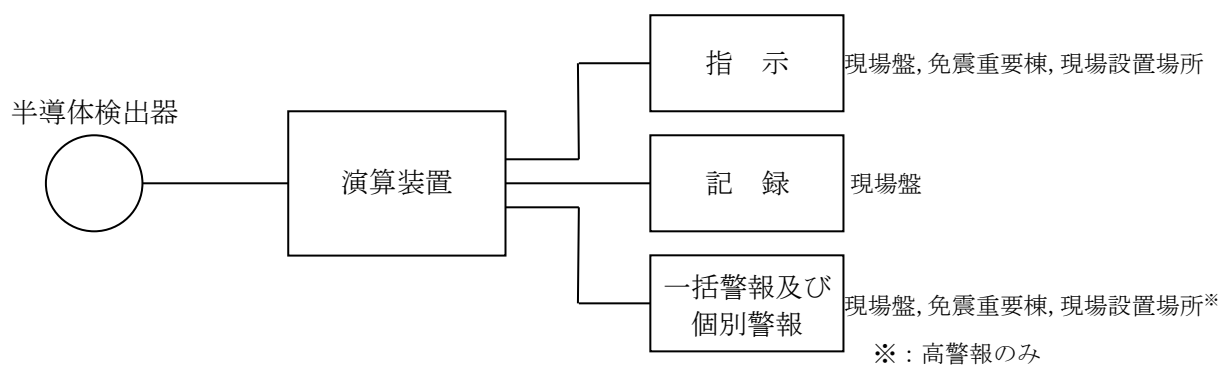 指　示
現場盤, 免震重要棟, 現場設置場所
半導体検出器
演算装置
記　録
現場盤
一括警報及び
個別警報
現場盤, 免震重要棟, 現場設置場所※
※：高警報のみ